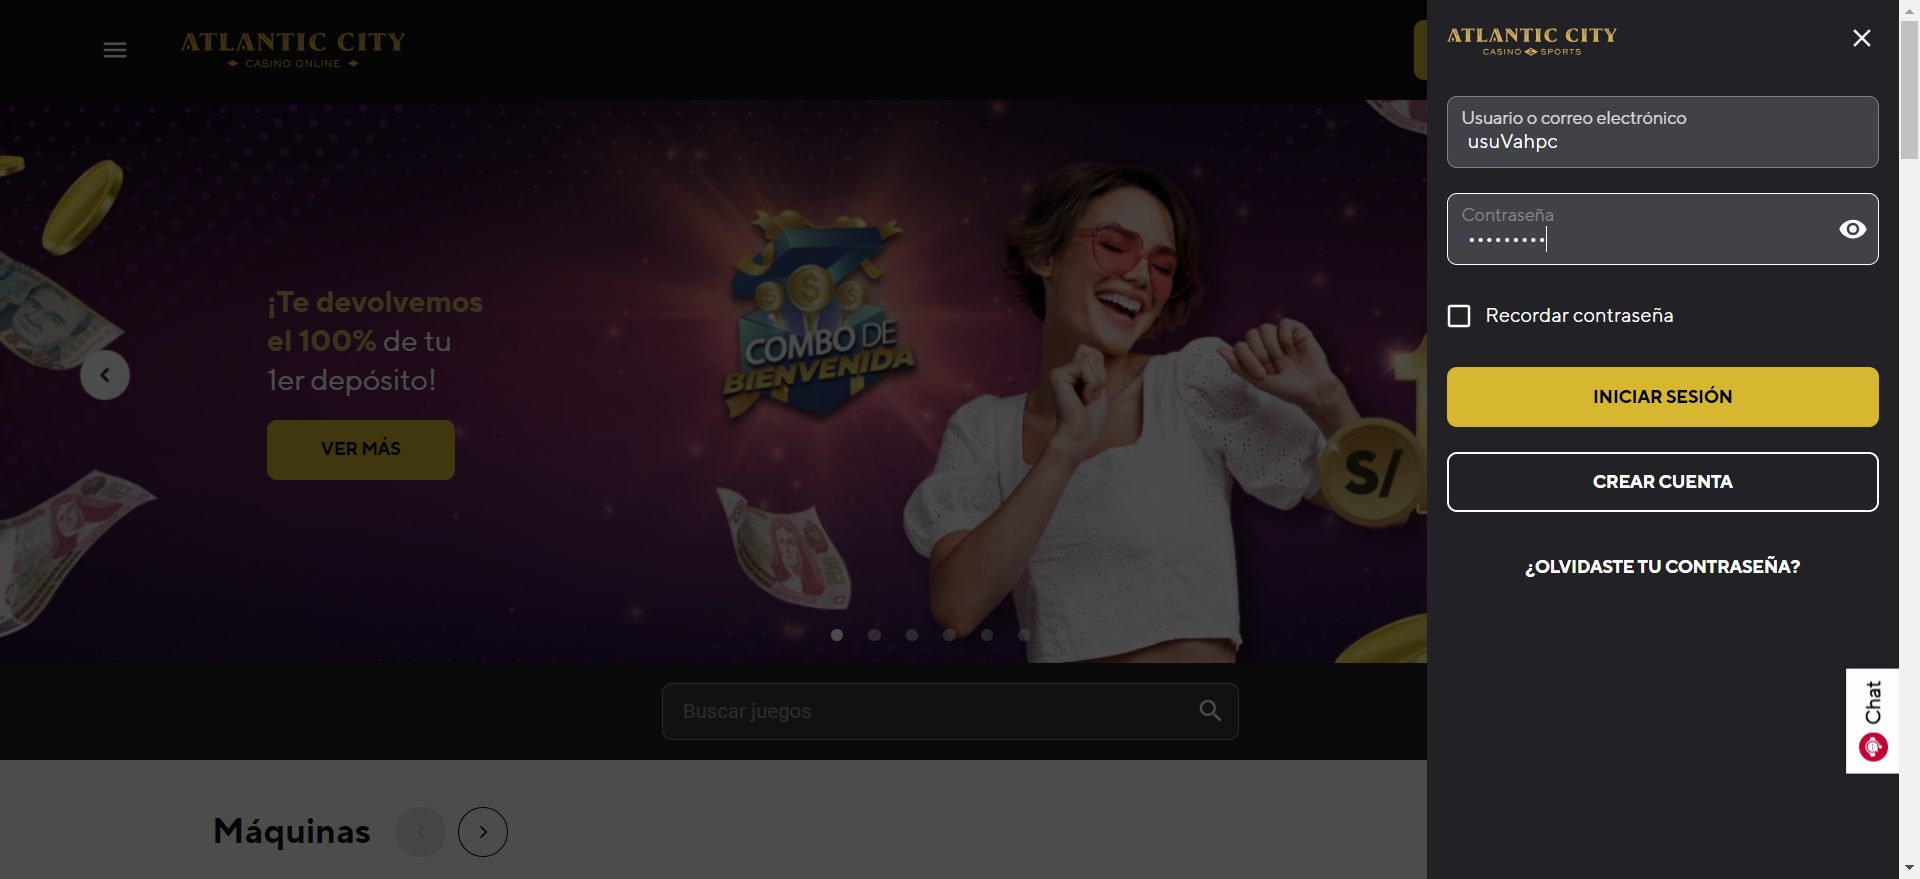 ATLANTIC CITY
CASINO ONLINE
¡Te devolvemos
el 100% de tu
1er depósito!
VER MÁS
COMBO DE
BIENVENIDA
S/
Buscar juegos
Máquinas
ATLANTIC CITY
CASINO & SPORTS
Usuario o correo electrónico
usuVahpc
Contraseña
•••••••••
Recordar contraseña
INICIAR SESIÓN
CREAR CUENTA
¿OLVIDASTE TU CONTRASEÑA?
Chat